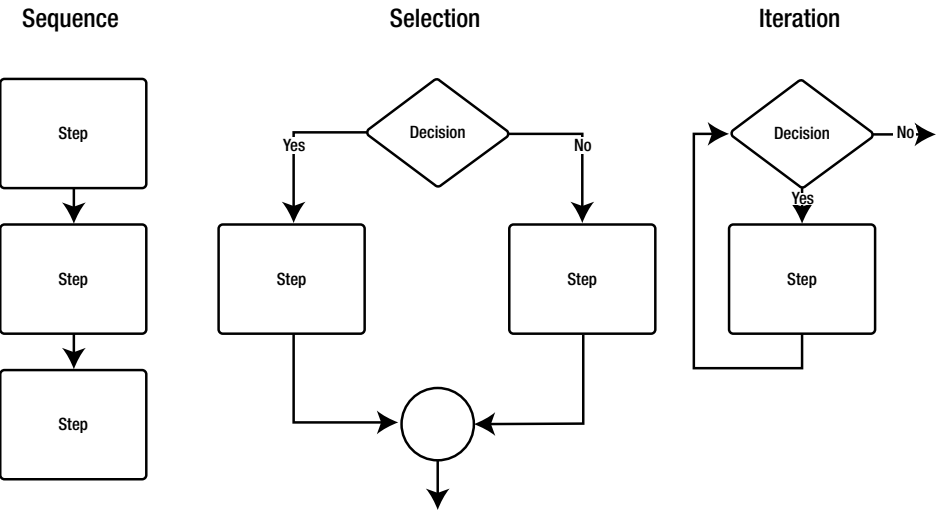 Sequence
Step
Step
Step
Selection
Decision
Yes
No
Step
Step
Iteration
Decision
No
Yes
Step